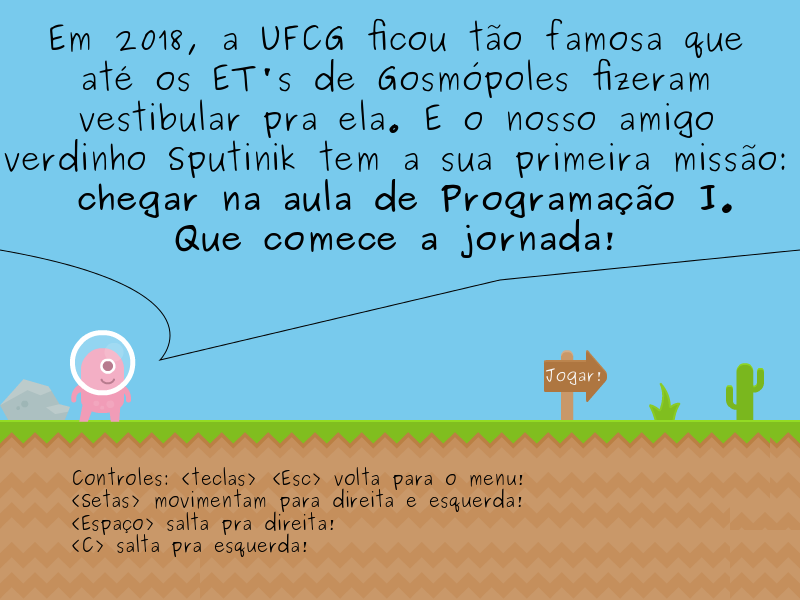 Em 2018, a UFCG ficou tão famosa que
até os ET's de Gosmópoles fizeram
vestibular pra ela. E o nosso amigo
verdinho Sputinik tem a sua primeira missão:
chegar na aula de Programação I.
Que comece a jornada!
Jogar!
Controles: <teclas> <Esc> volta para o menu!
<Setas> movimentam para direita e esquerda!
<Espaço> salta pra direita!
<C> salta pra esquerda!